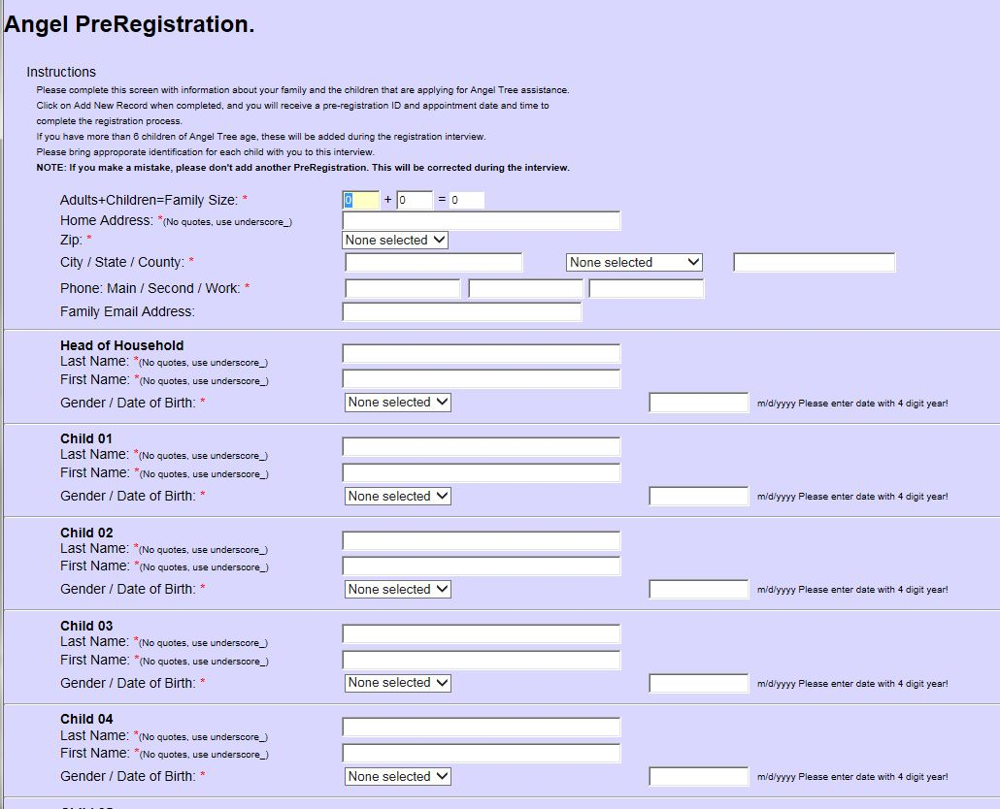 Angel PreRegistration.
Instructions
Please complete this screen with information about your family and the children that are applying for Angel Tree assistance.
Click on Add New Record when completed, and you will receive a pre-registration ID and appointment date and time to
complete the registration process.
If you have more than 6 children of Angel Tree age, these will be added during the registration interview.
Please bring approporate identification for each child with you to this interview.
NOTE: If you make a mistake, please don't add another PreRegistration. This will be corrected during the interview.
Adults+Children=Family Size: * 0 + 0 = 0
Home Address: *(No quotes, use underscore_)
Zip: * None selected
City / State / County: * None selected
Phone: Main / Second / Work: *
Family Email Address:
Head of Household
Last Name: *(No quotes, use underscore_)
First Name: *(No quotes, use underscore_)
Gender / Date of Birth: * None selected m/d/yyyy Please enter date with 4 digit year!
Child 01
Last Name: *(No quotes, use underscore_)
First Name: *(No quotes, use underscore_)
Gender / Date of Birth: * None selected m/d/yyyy Please enter date with 4 digit year!
Child 02
Last Name: *(No quotes, use underscore_)
First Name: *(No quotes, use underscore_)
Gender / Date of Birth: * None selected m/d/yyyy Please enter date with 4 digit year!
Child 03
Last Name: *(No quotes, use underscore_)
First Name: *(No quotes, use underscore_)
Gender / Date of Birth: * None selected m/d/yyyy Please enter date with 4 digit year!
Child 04
Last Name: *(No quotes, use underscore_)
First Name: *(No quotes, use underscore_)
Gender / Date of Birth: * None selected m/d/yyyy Please enter date with 4 digit year!